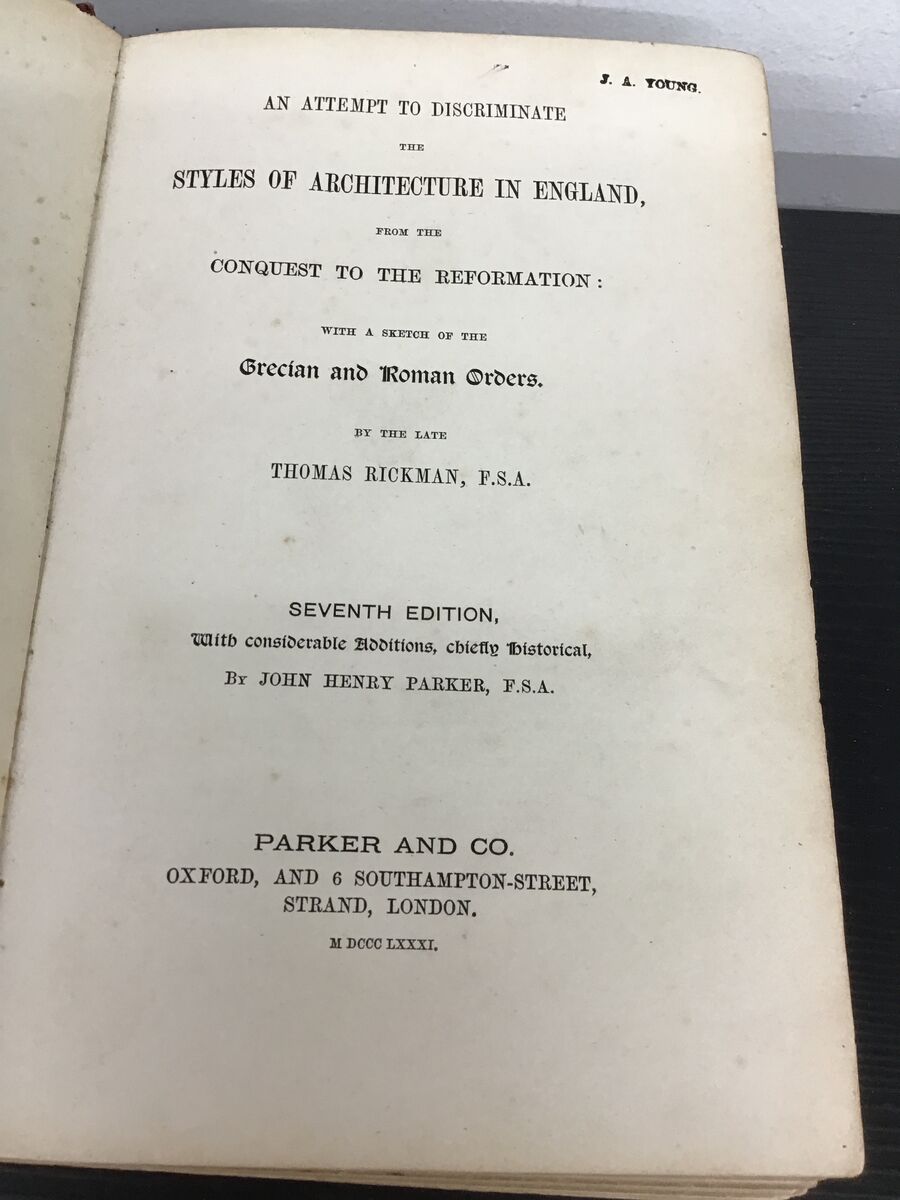 J. A. YOUNG.
AN ATTEMPT TO DISCRIMINATE
THE
STYLES OF ARCHITECTURE IN ENGLAND,
FROM THE
CONQUEST TO THE REFORMATION:
WITH A SKETCH OF THE
Grecian and Roman Orders.
BY THE LATE
THOMAS RICKMAN, F.S.A.
SEVENTH EDITION,
With considerable Additions, chiefly Historical,
BY JOHN HENRY PARKER, F.S.A.
PARKER AND CO.
OXFORD, AND 6 SOUTHAMPTON-STREET,
STRAND, LONDON.
M DCCC LXXXI.